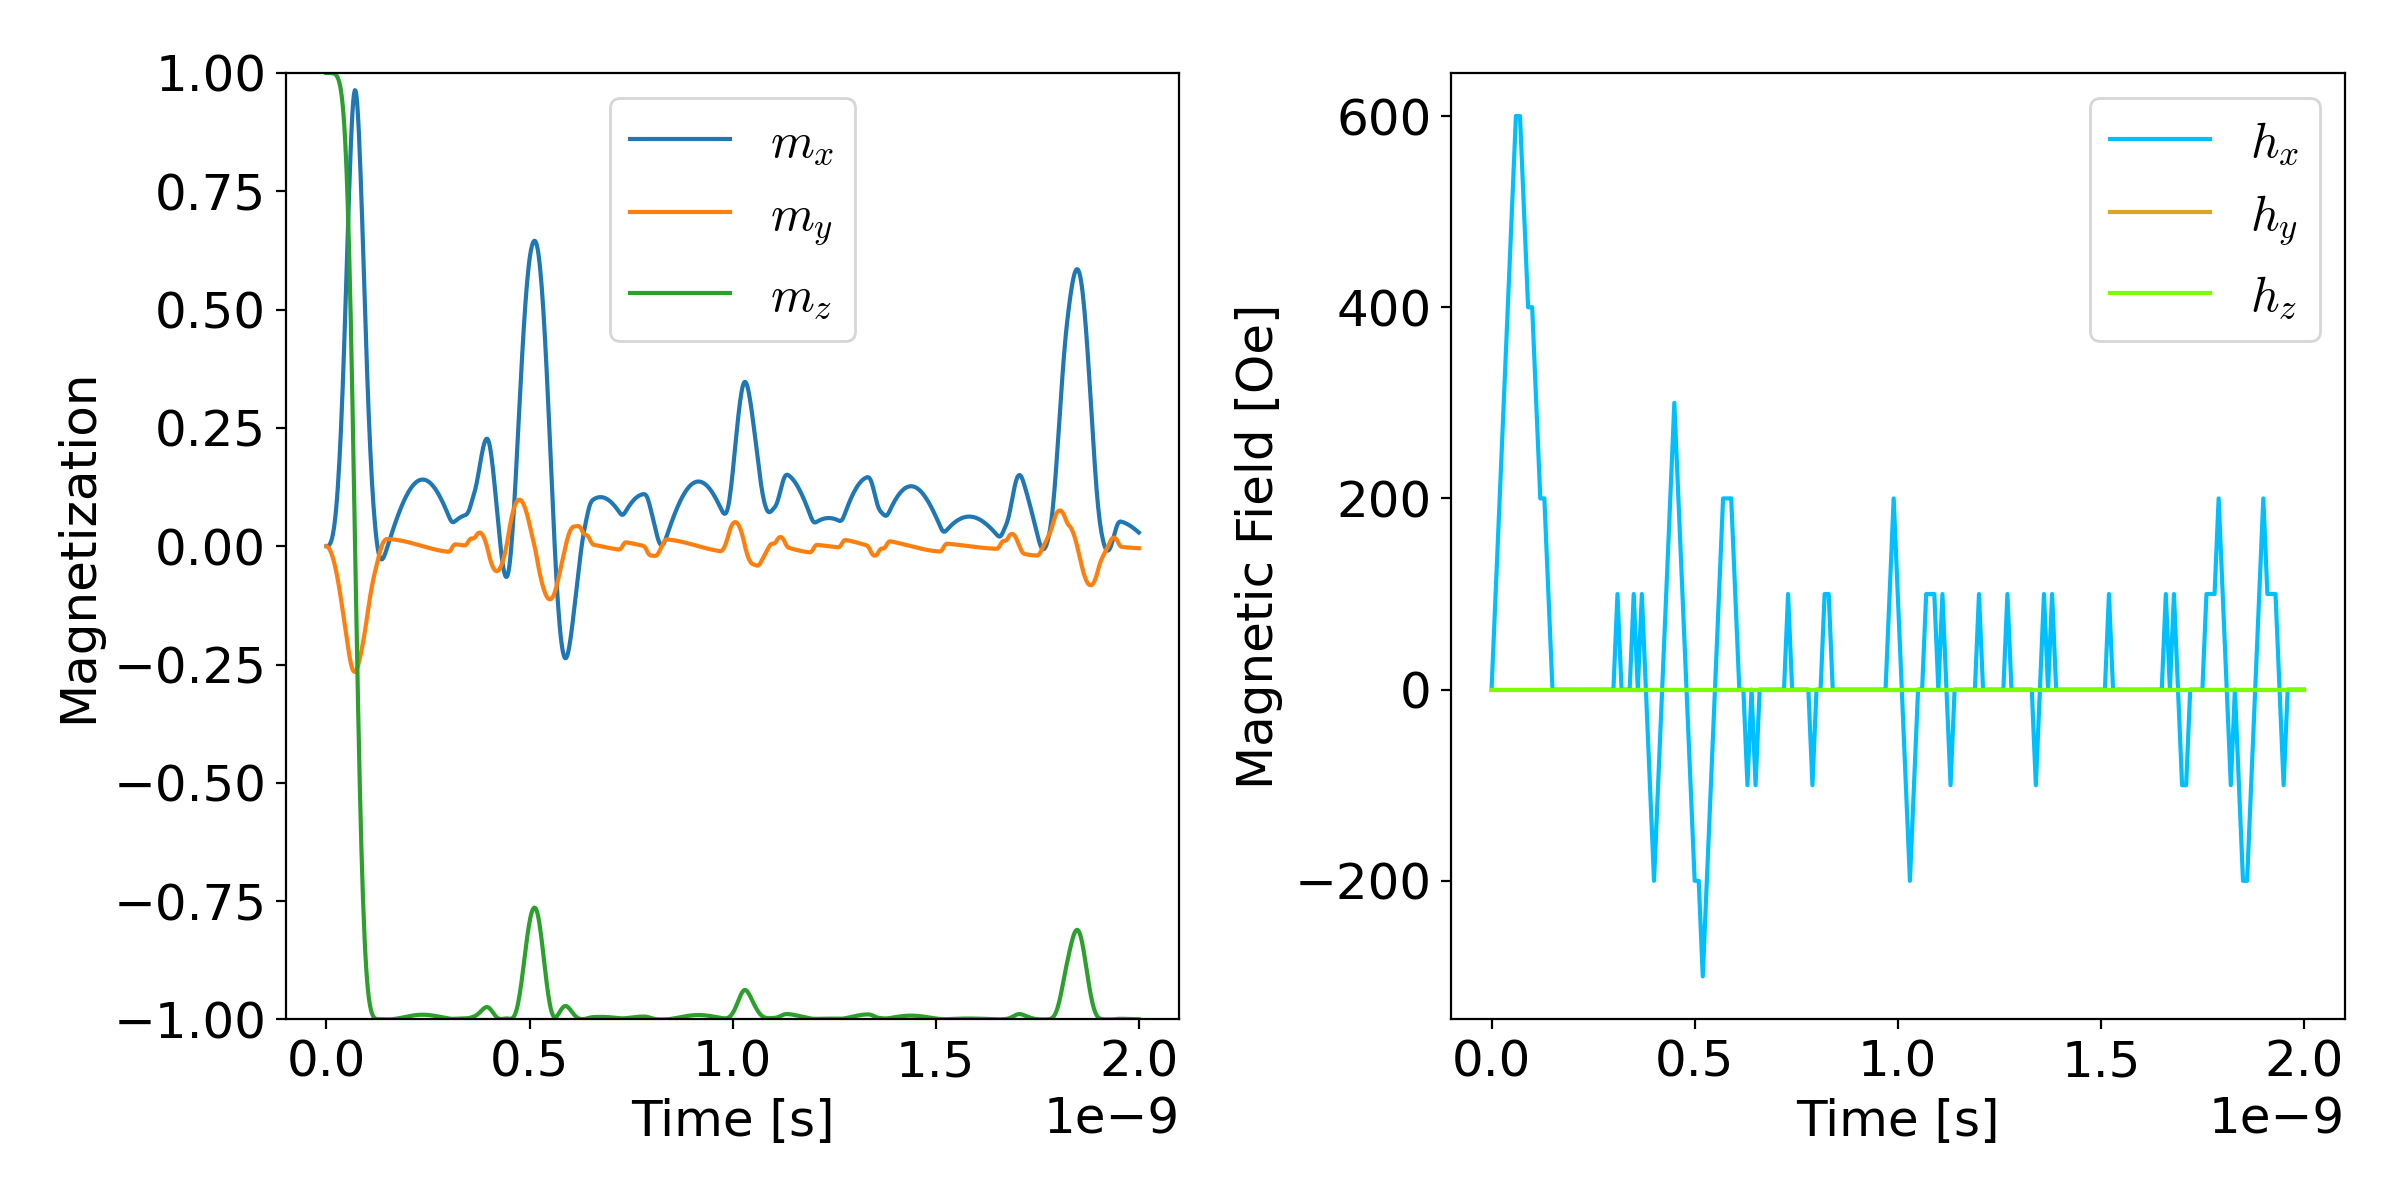 1.00
0.75
0.50
0.25
0.00
−0.25
−0.50
−0.75
−1.00
Magnetization
m_x
m_y
m_z
0.0 0.5 1.0 1.5 2.0
Time [s]
1e−9
600
400
200
0
−200
Magnetic Field [Oe]
h_x
h_y
h_z
0.0 0.5 1.0 1.5 2.0
Time [s]
1e−9